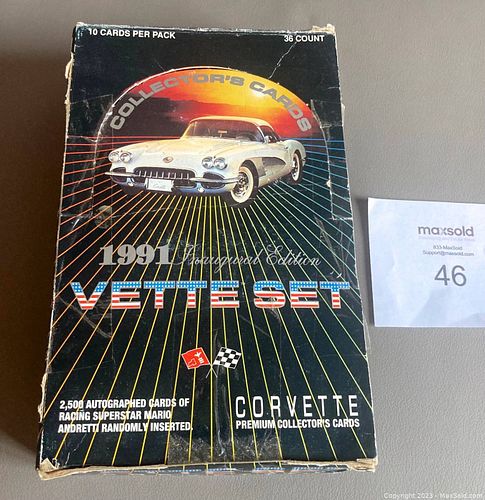 10 CARDS PER PACK
36 COUNT
COLLECTOR'S CARDS
1991 Inaugural Edition
VETTE SET
2,500 AUTOGRAPHED CARDS OF
RACING SUPERSTAR MARIO
ANDRETTI RANDOMLY INSERTED.
CORVETTE
PREMIUM COLLECTOR'S CARDS
maxsold
833-MaxSold
Support@maxsold.com
46
Copyright 2023 - MaxSold.com